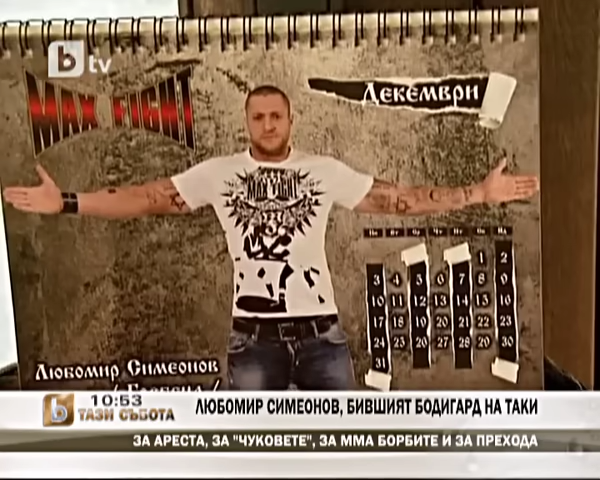 bтv
MAX FIGHT
Декември
MAX FIGHT
1 2
3 4 5 6 7 8 9
10 11 12 13 14 15 16
17 18 19 20 21 22 23
24 25 26 27 28 29 30
31
Любомир Симеонов
10:53
ТАЗИ СЪБОТА
ЛЮБОМИР СИМЕОНОВ, БИВШИЯТ БОДИГАРД НА ТАКИ
ЗА АРЕСТА, ЗА "ЧУКОВЕТЕ", ЗА ММА БОРБИТЕ И ЗА ПРЕХОДА